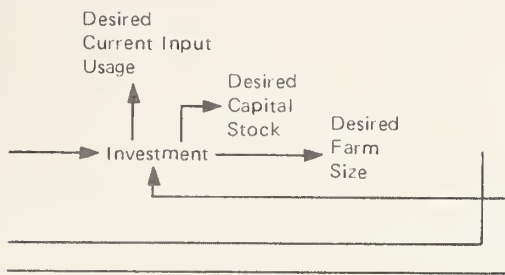 Desired
Current Input
Usage
Desired
Capital
Stock
Desired
Farm
Size
Investment